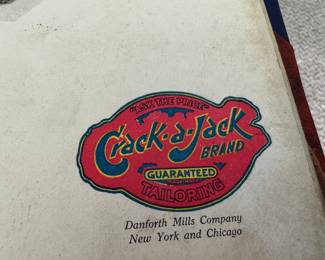 "ASK THE PRICE"
Crack-a-Jack
BRAND
GUARANTEED
TAILORING
Danforth Mills Company
New York and Chicago